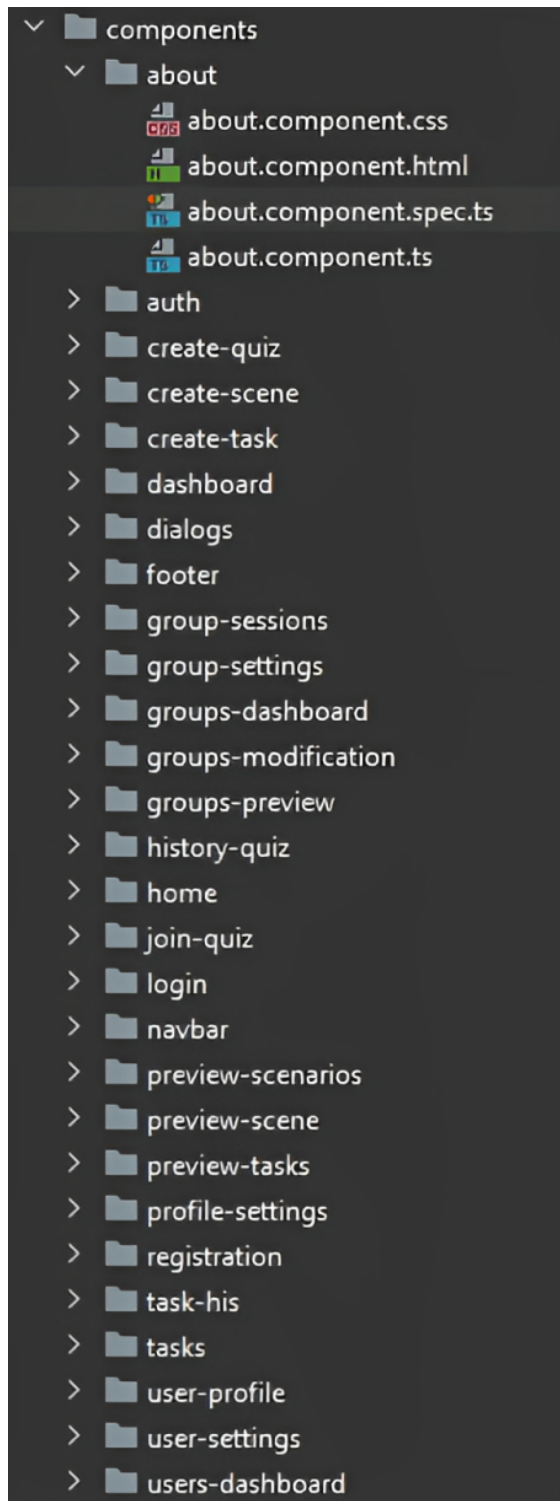 components
about
about.component.css
about.component.html
about.component.spec.ts
about.component.ts
auth
create-quiz
create-scene
create-task
dashboard
dialogs
footer
group-sessions
group-settings
groups-dashboard
groups-modification
groups-preview
history-quiz
home
join-quiz
login
navbar
preview-scenarios
preview-scene
preview-tasks
profile-settings
registration
task-his
tasks
user-profile
user-settings
users-dashboard